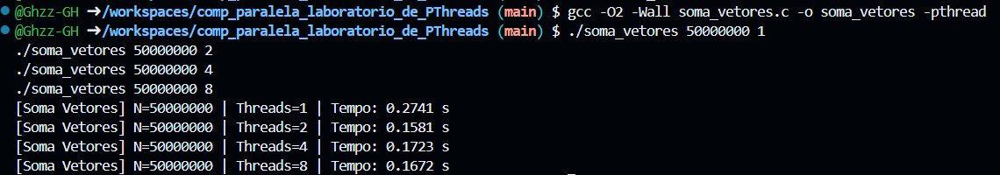 @Ghzz-GH ➜/workspaces/comp_paralela_laboratorio_de_PThreads (main) $ gcc -O2 -Wall soma_vetores.c -o soma_vetores -pthread
@Ghzz-GH ➜/workspaces/comp_paralela_laboratorio_de_PThreads (main) $ ./soma_vetores 50000000 1
./soma_vetores 50000000 2
./soma_vetores 50000000 4
./soma_vetores 50000000 8
[Soma Vetores] N=50000000 | Threads=1 | Tempo: 0.2741 s
[Soma Vetores] N=50000000 | Threads=2 | Tempo: 0.1581 s
[Soma Vetores] N=50000000 | Threads=4 | Tempo: 0.1723 s
[Soma Vetores] N=50000000 | Threads=8 | Tempo: 0.1672 s